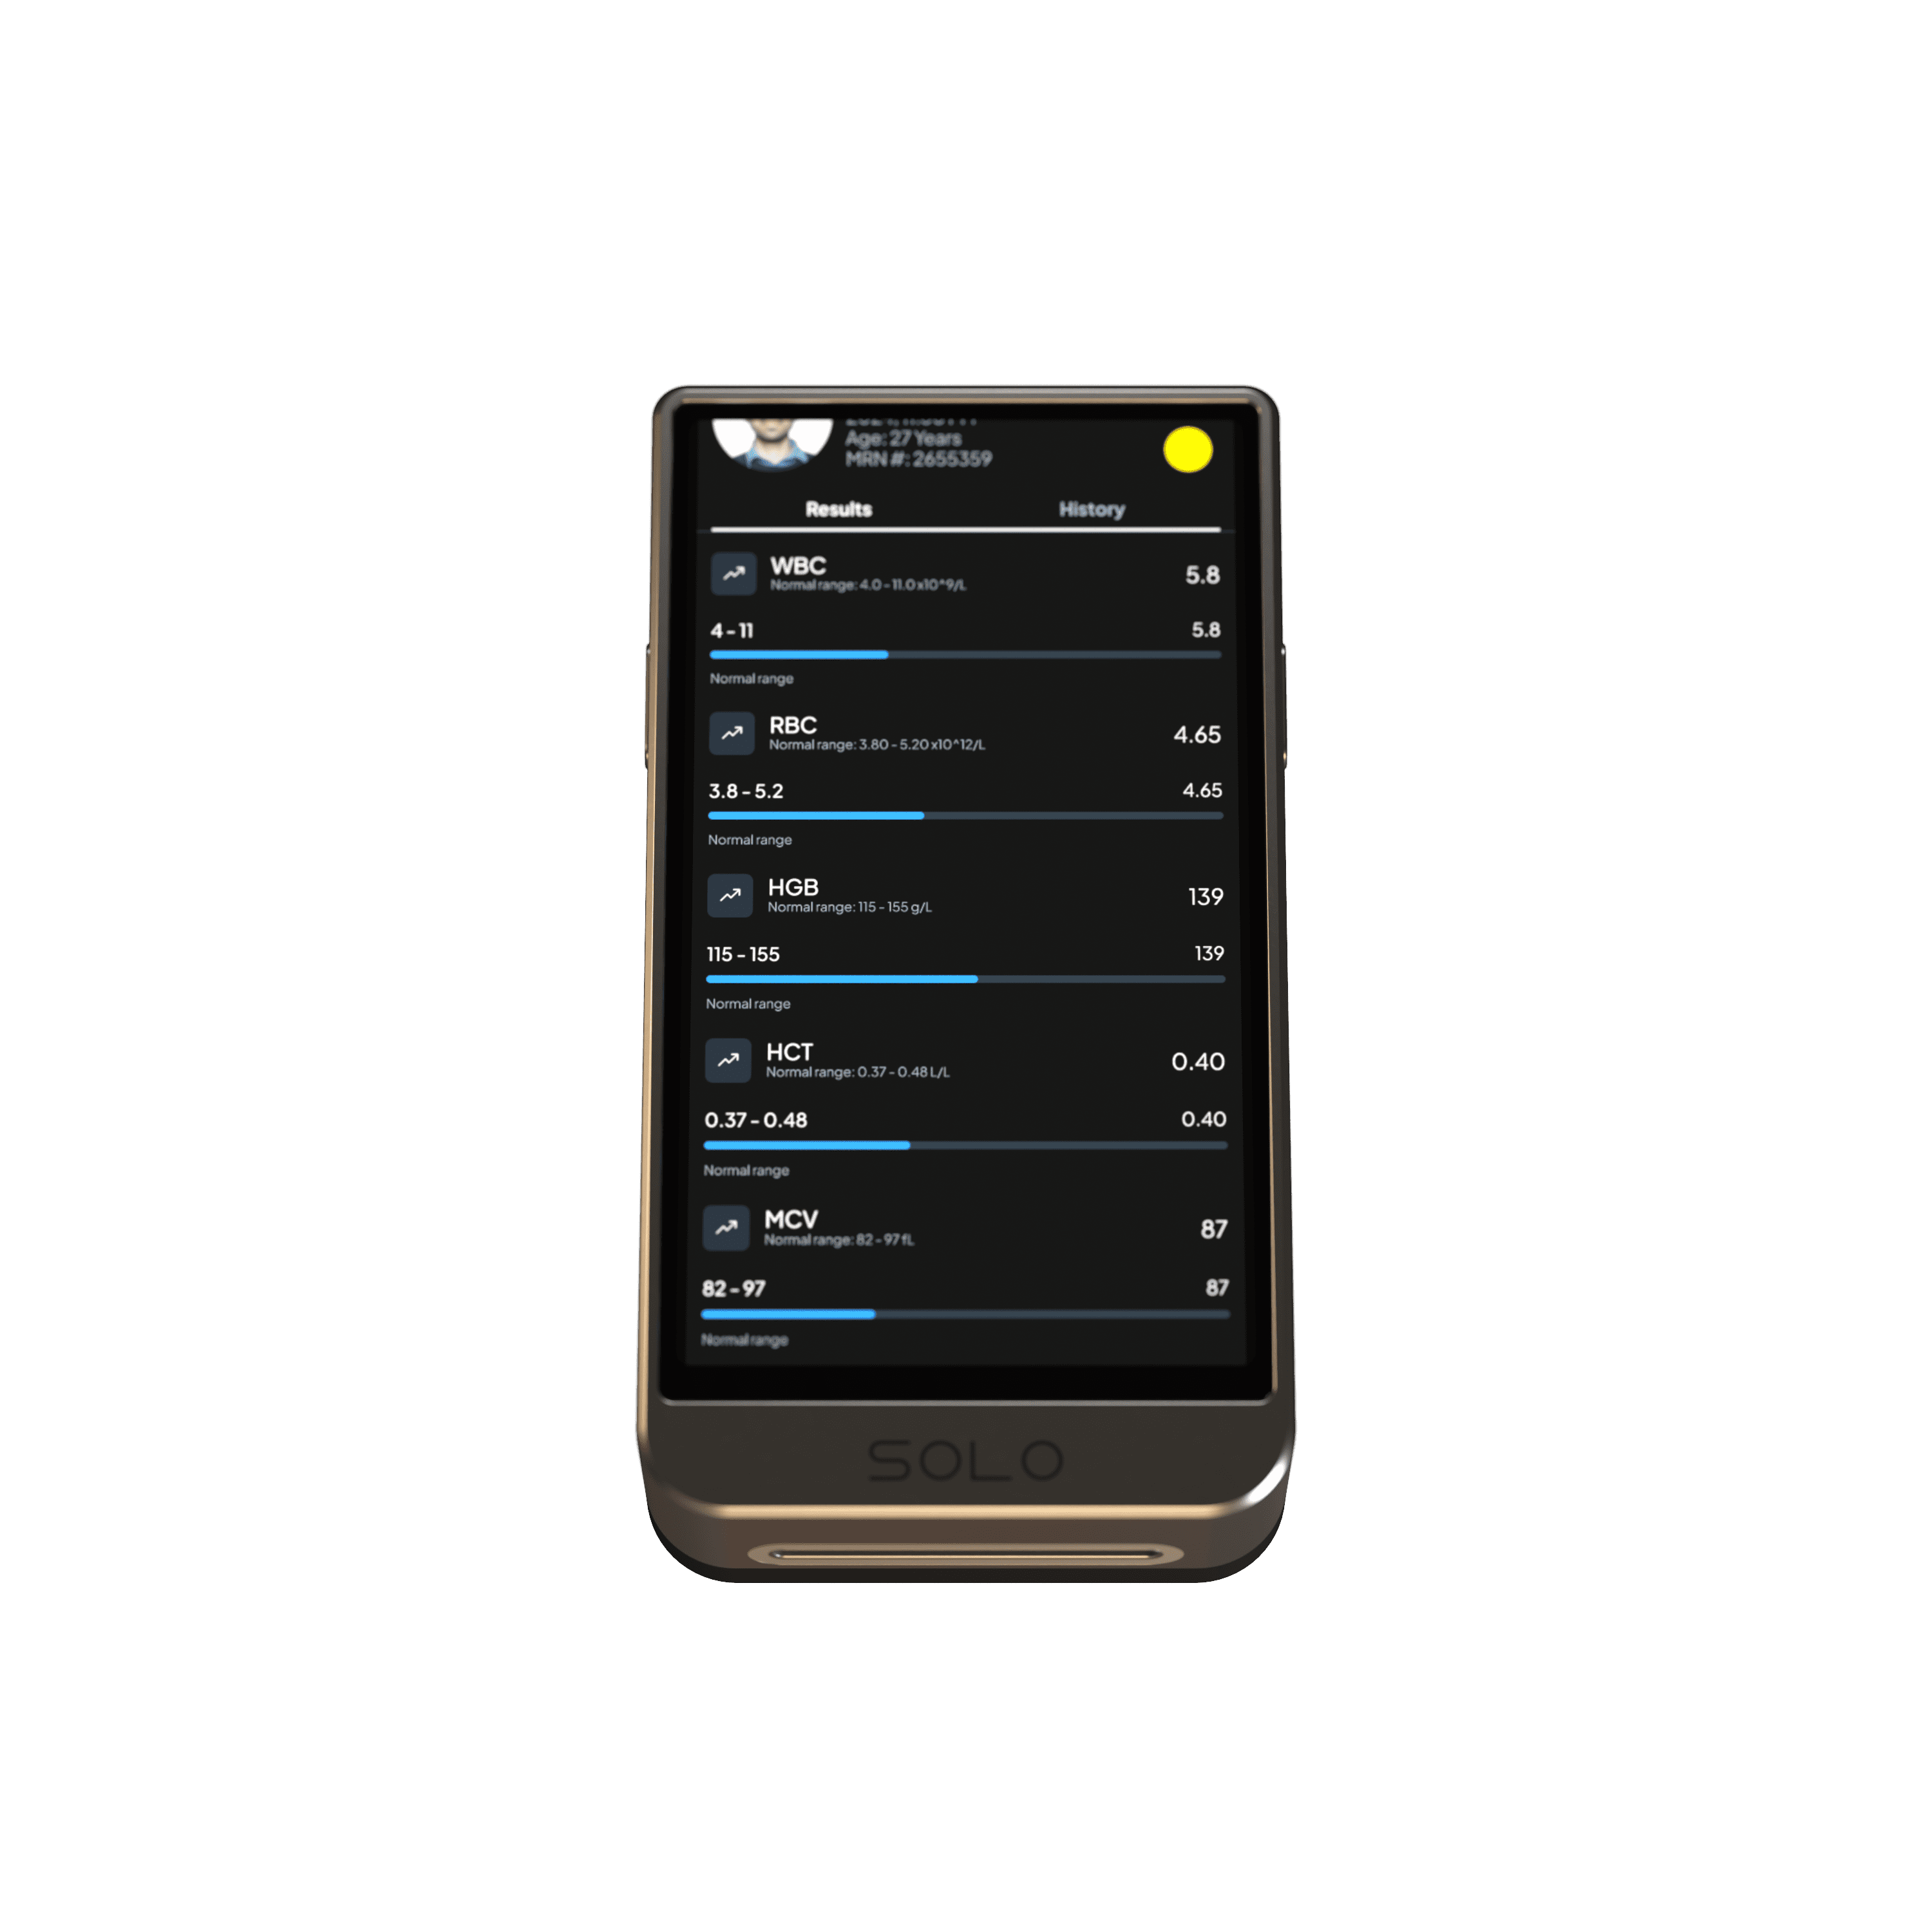 Age: 27 Years
MRN #: 2655359
Results History
WBC
5.8
Normal range: 4.0 - 11.0 x10^9/L
4 - 11 5.8
Normal range
RBC
4.65
Normal range: 3.80 - 5.20 x10^12/L
3.8 - 5.2 4.65
Normal range
HGB
139
Normal range: 115 - 155 g/L
115 - 155 139
Normal range
HCT
0.40
Normal range: 0.37 - 0.48 L/L
0.37 - 0.48 0.40
Normal range
MCV
87
Normal range: 82 - 97 fL
82 - 97 87
Normal range
SOLO